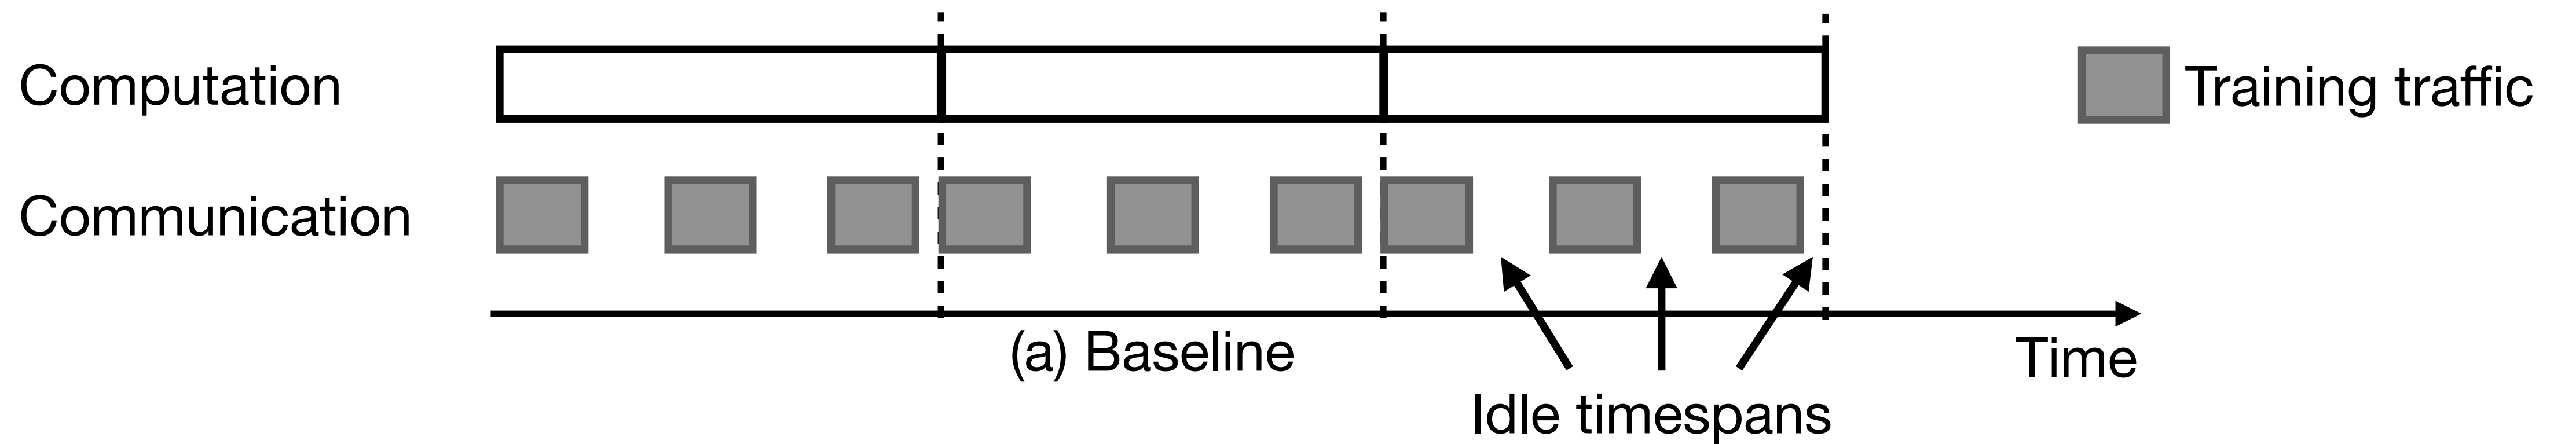 Computation
Training traffic
Communication
(a) Baseline
Time
Idle timespans